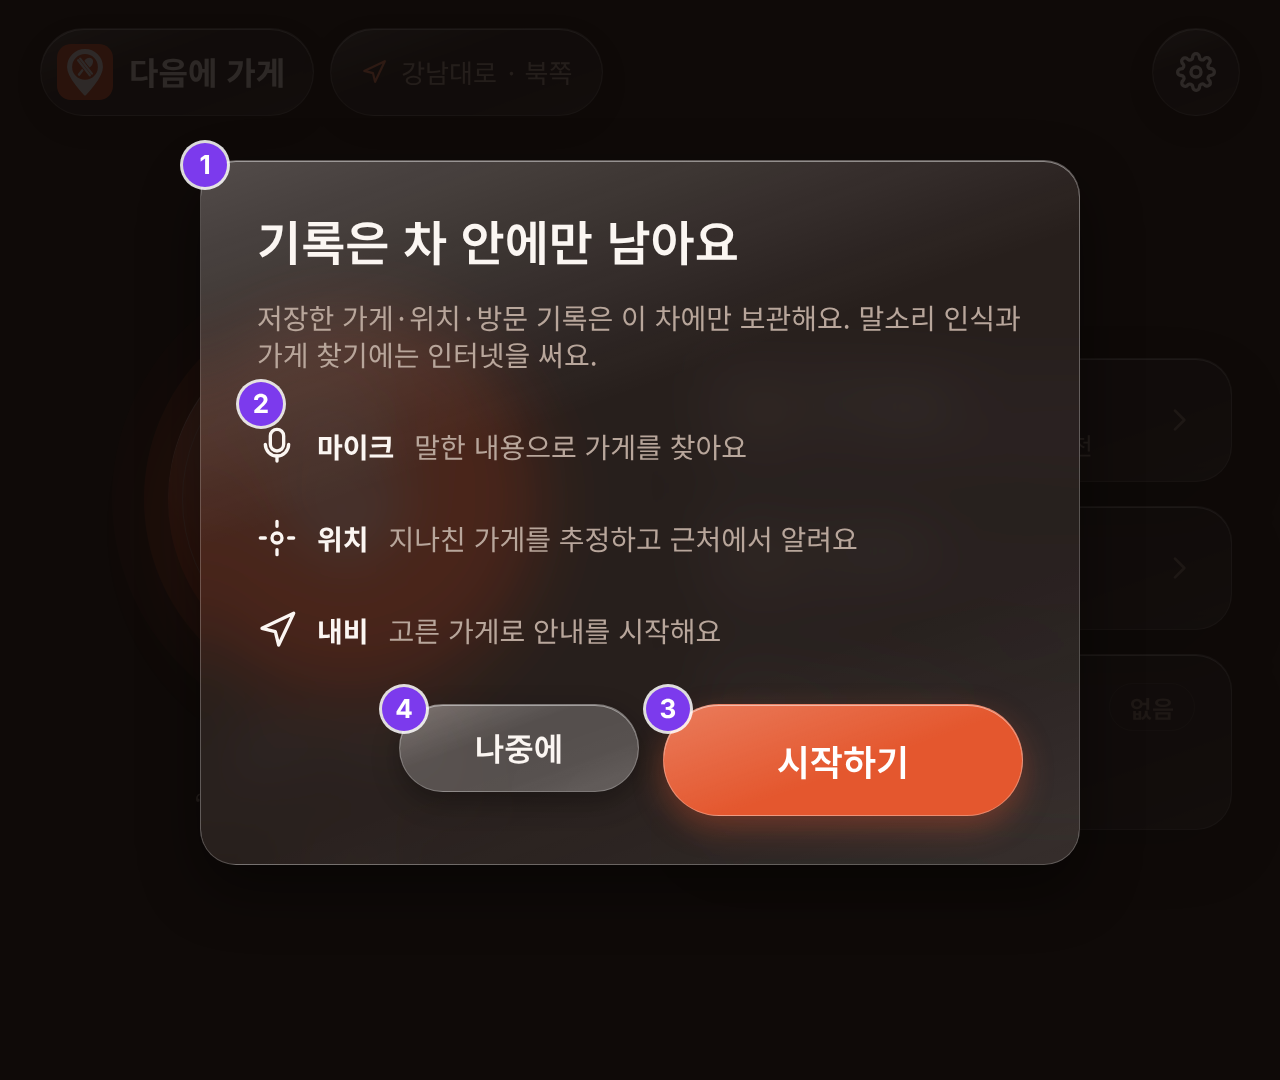 다음에 가게
강남대로 · 북쪽
1
기록은 차 안에만 남아요
저장한 가게·위치·방문 기록은 이 차에만 보관해요. 말소리 인식과
가게 찾기에는 인터넷을 써요.
2
마이크 말한 내용으로 가게를 찾아요
위치 지나친 가게를 추정하고 근처에서 알려요
내비 고른 가게로 안내를 시작해요
4
나중에
3
시작하기
없음